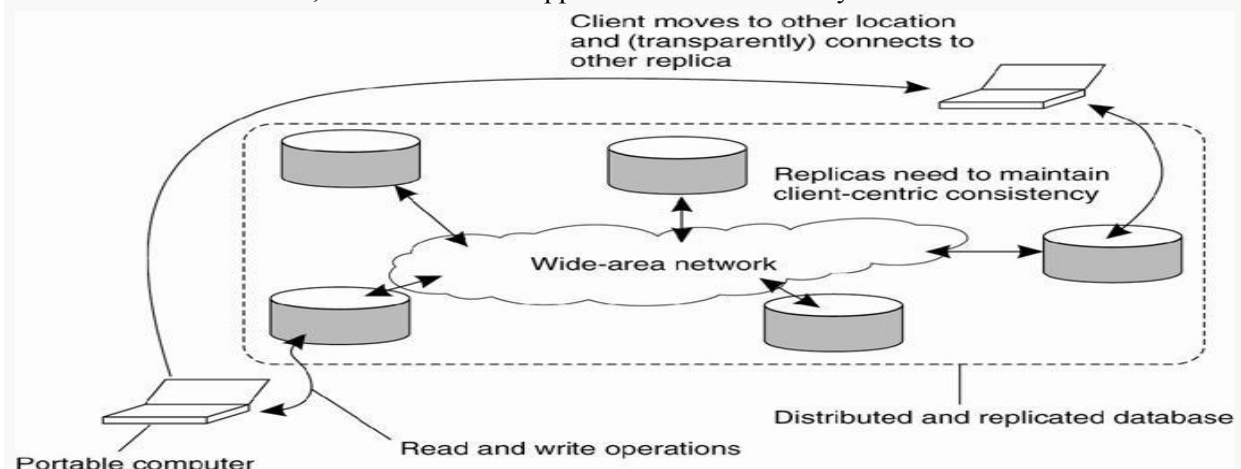 Client moves to other location
and (transparently) connects to
other replica
Replicas need to maintain
client-centric consistency
Wide-area network
Distributed and replicated database
Read and write operations
Portable computer